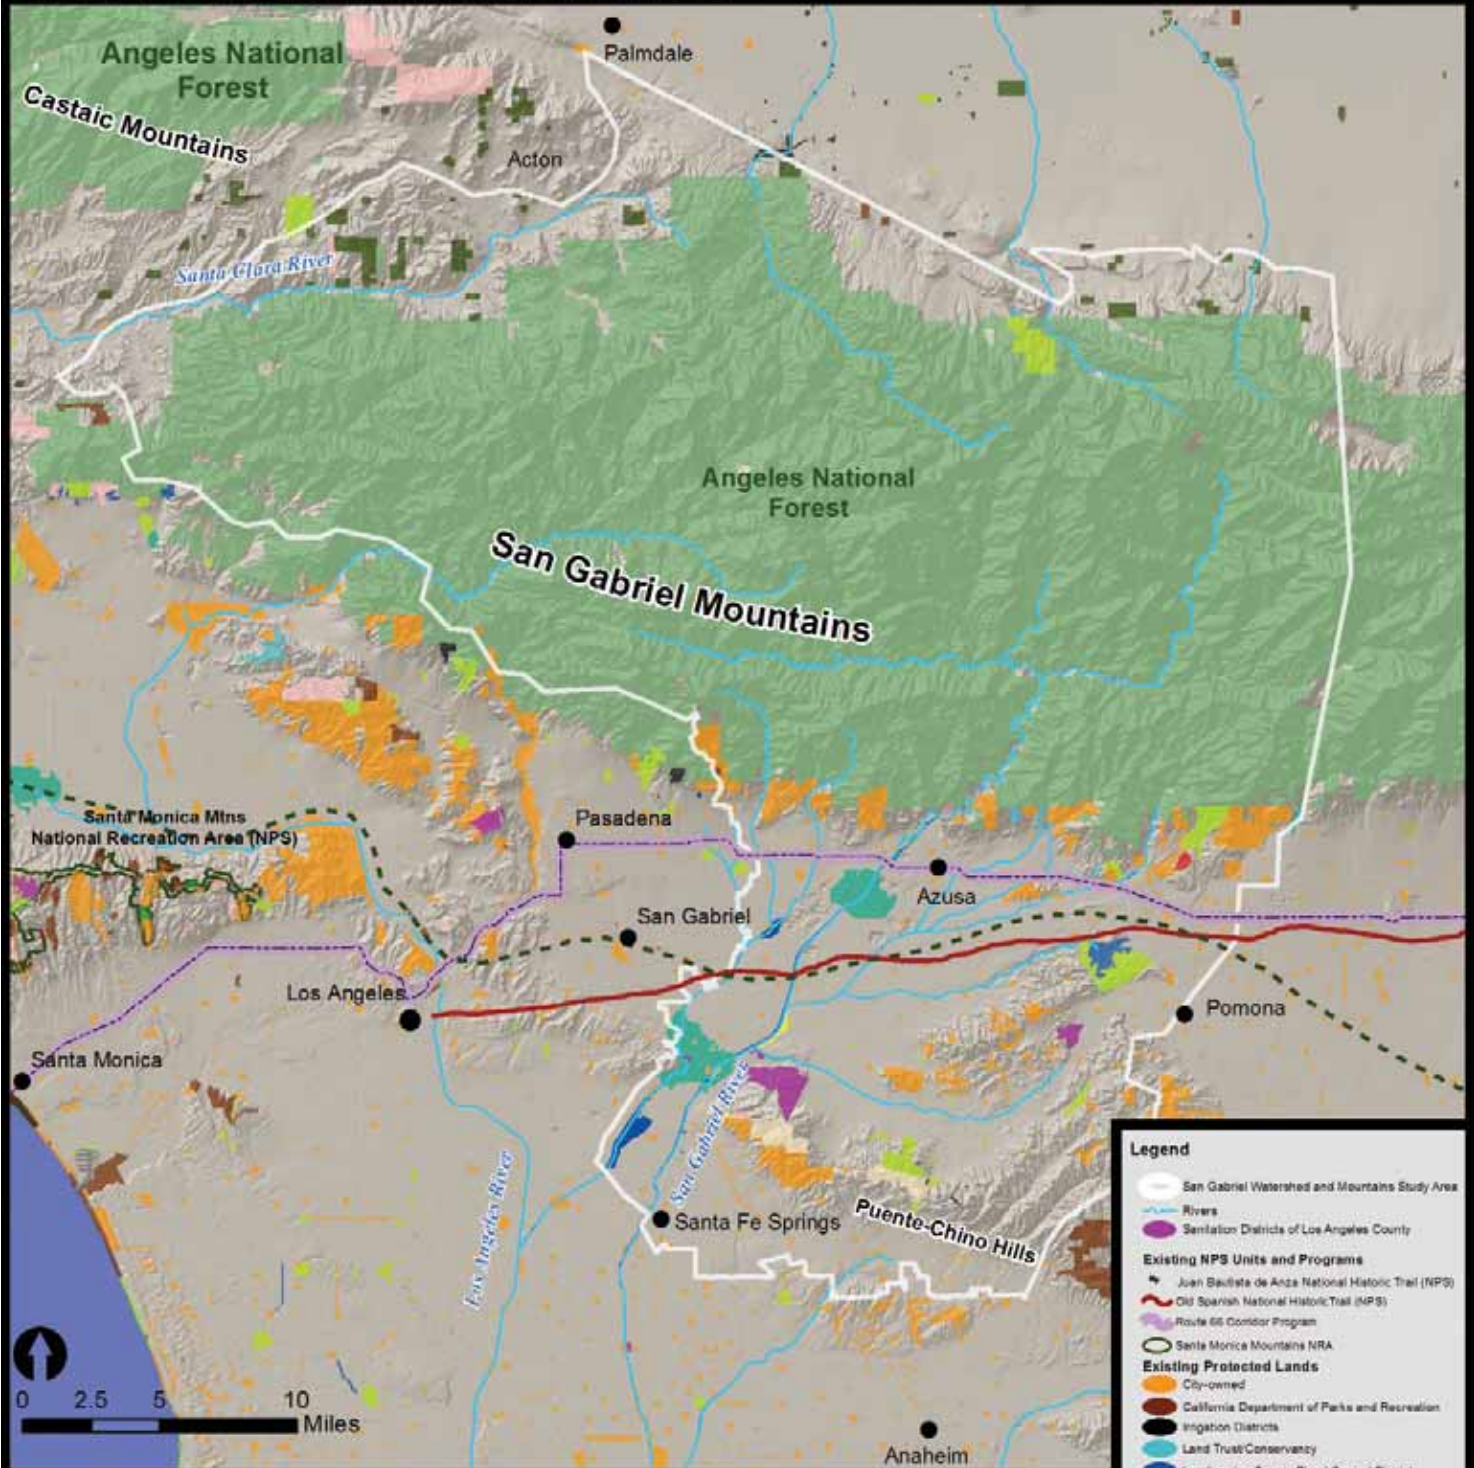 Palmdale
Angeles National
Forest
Castaic Mountains
Acton
Santa Clara River
Angeles National
Forest
San Gabriel Mountains
Santa Monica Mtns
National Recreation Area (NPS)
Pasadena
Azusa
San Gabriel
Los Angeles
Pomona
Santa Monica
San Gabriel River
Los Angeles River
Santa Fe Springs
Puente-Chino Hills
Anaheim
0 2.5 5 10
Miles
Legend
San Gabriel Watershed and Mountains Study Area
Rivers
Sanitation Districts of Los Angeles County
Existing NPS Units and Programs
Juan Bautista de Anza National Historic Trail (NPS)
Old Spanish National Historic Trail (NPS)
Route 66 Corridor Program
Santa Monica Mountains NRA
Existing Protected Lands
City-owned
California Department of Parks and Recreation
Irrigation Districts
Land Trust/Conservancy